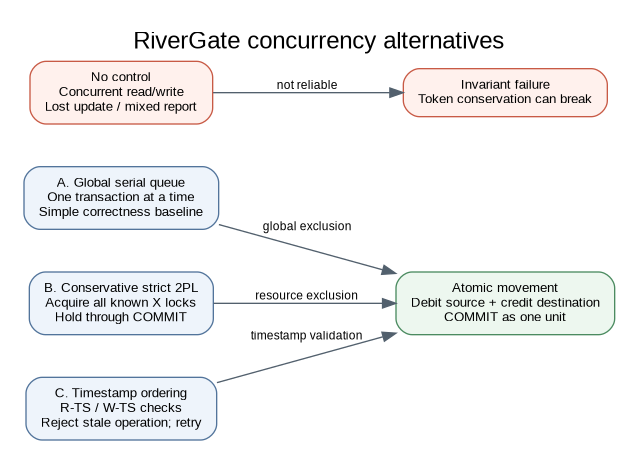 RiverGate concurrency alternatives
No control
Concurrent read/write
Lost update / mixed report
not reliable
Invariant failure
Token conservation can break
A. Global serial queue
One transaction at a time
Simple correctness baseline
global exclusion
B. Conservative strict 2PL
Acquire all known X locks
Hold through COMMIT
resource exclusion
Atomic movement
Debit source + credit destination
COMMIT as one unit
timestamp validation
C. Timestamp ordering
R-TS / W-TS checks
Reject stale operation; retry